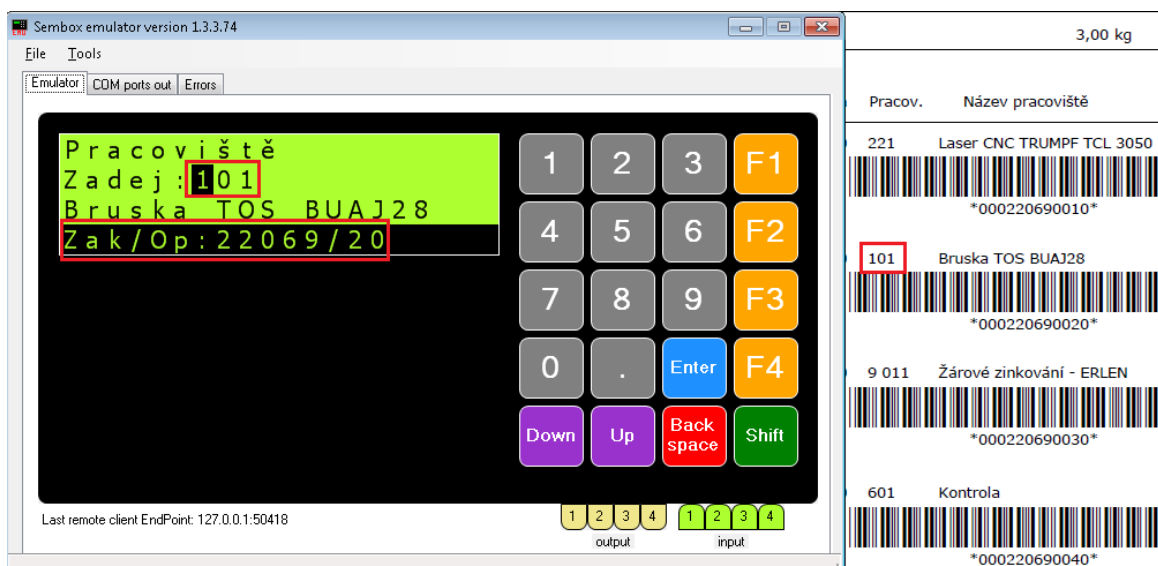 Sembox emulator version 1.3.3.74
File Tools
Emulator COM ports out Errors
Pracoviště
Zadej:101
Bruska TOS BUAJ28
Zak/Op:22069/20
1 2 3 F1
4 5 6 F2
7 8 9 F3
0 . Enter F4
Down Up Back space Shift
Last remote client EndPoint: 127.0.0.1:50418
1 2 3 4 1 2 3 4
output input
3,00 kg
Pracov. Název pracoviště
221 Laser CNC TRUMPF TCL 3050
*000220690010*
101 Bruska TOS BUAJ28
*000220690020*
9 011 Žárové zinkování - ERLEN
*000220690030*
601 Kontrola
*000220690040*